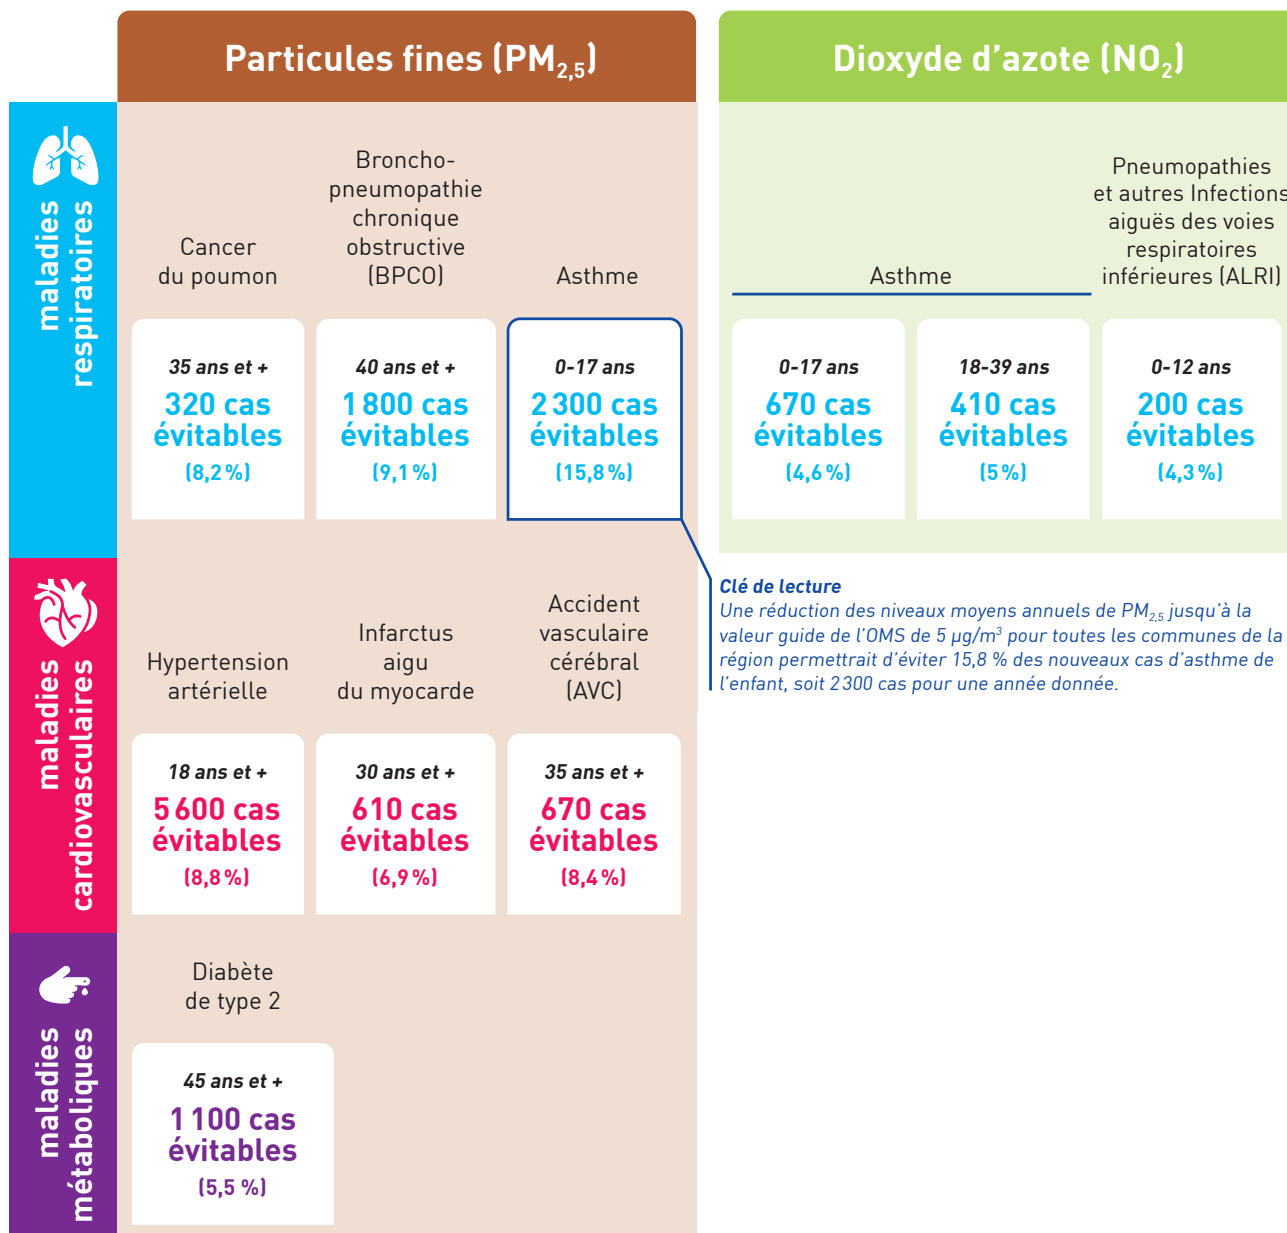 Particules fines (PM2,5)
Dioxyde d’azote (NO2)
maladies
respiratoires
Cancer
du poumon
Broncho-
pneumopathie
chronique
obstructive
(BPCO)
Asthme
Asthme
Pneumopathies
et autres Infections
aiguës des voies
respiratoires
inférieures (ALRI)
35 ans et +
320 cas
évitables
(8,2 %)
40 ans et +
1 800 cas
évitables
(9,1 %)
0-17 ans
2 300 cas
évitables
(15,8 %)
0-17 ans
670 cas
évitables
(4,6 %)
18-39 ans
410 cas
évitables
(5 %)
0-12 ans
200 cas
évitables
(4,3 %)
Clé de lecture
Une réduction des niveaux moyens annuels de PM2,5 jusqu’à la
valeur guide de l’OMS de 5 µg/m³ pour toutes les communes de la
région permettrait d’éviter 15,8 % des nouveaux cas d’asthme de
l’enfant, soit 2 300 cas pour une année donnée.
maladies
cardiovasculaires
Hypertension
artérielle
Infarctus
aigu
du myocarde
Accident
vasculaire
cérébral
(AVC)
18 ans et +
5 600 cas
évitables
(8,8 %)
30 ans et +
610 cas
évitables
(6,9 %)
35 ans et +
670 cas
évitables
(8,4 %)
maladies
métaboliques
Diabète
de type 2
45 ans et +
1 100 cas
évitables
(5,5 %)